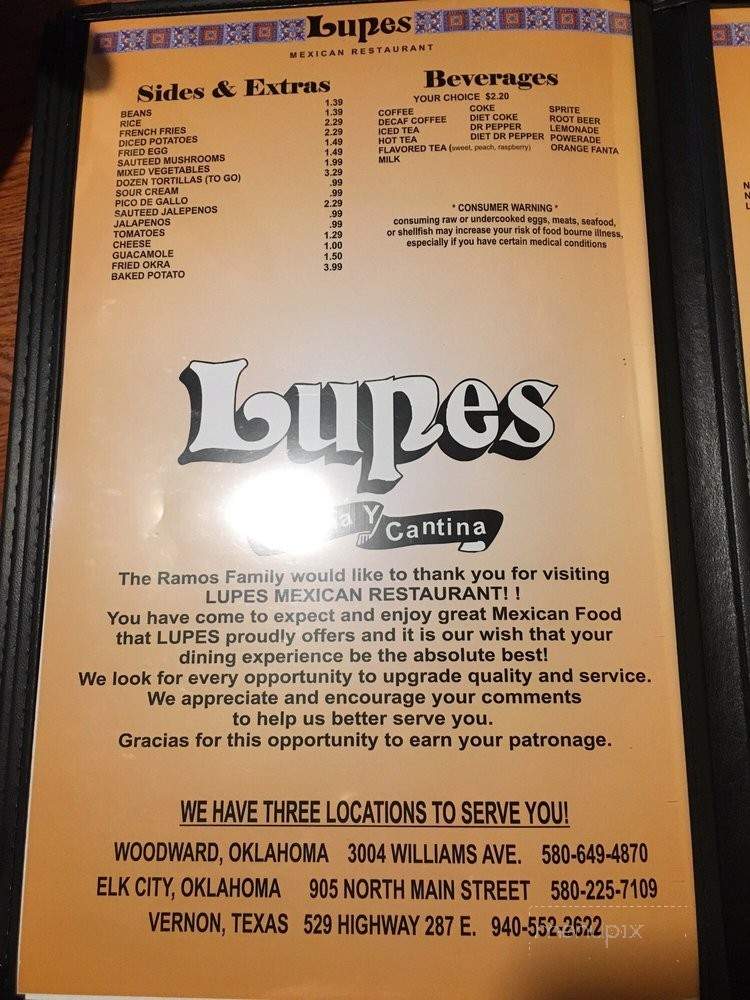 Lupes
MEXICAN RESTAURANT
Sides & Extras
BEANS 1.39
RICE 1.39
FRENCH FRIES 2.29
DICED POTATOES 2.29
FRIED EGG 1.49
SAUTEED MUSHROOMS 1.49
MIXED VEGETABLES 1.99
DOZEN TORTILLAS (TO GO) 3.29
SOUR CREAM .99
PICO DE GALLO .99
SAUTEED JALEPENOS 2.29
JALAPENOS .99
TOMATOES .99
CHEESE 1.29
GUACAMOLE 1.00
FRIED OKRA 1.50
BAKED POTATO 3.99
Beverages
YOUR CHOICE $2.20
COFFEE COKE SPRITE
DECAF COFFEE DIET COKE ROOT BEER
ICED TEA DR PEPPER LEMONADE
HOT TEA DIET DR PEPPER POWERADE
FLAVORED TEA (sweet, peach, raspberry) ORANGE FANTA
MILK
* CONSUMER WARNING *
consuming raw or undercooked eggs, meats, seafood,
or shellfish may increase your risk of food bourne illness,
especially if you have certain medical conditions
Lupes
Y Cantina
The Ramos Family would like to thank you for visiting
LUPES MEXICAN RESTAURANT! !
You have come to expect and enjoy great Mexican Food
that LUPES proudly offers and it is our wish that your
dining experience be the absolute best!
We look for every opportunity to upgrade quality and service.
We appreciate and encourage your comments
to help us better serve you.
Gracias for this opportunity to earn your patronage.
WE HAVE THREE LOCATIONS TO SERVE YOU!
WOODWARD, OKLAHOMA 3004 WILLIAMS AVE. 580-649-4870
ELK CITY, OKLAHOMA 905 NORTH MAIN STREET 580-225-7109
VERNON, TEXAS 529 HIGHWAY 287 E. 940-552-2622
menupix